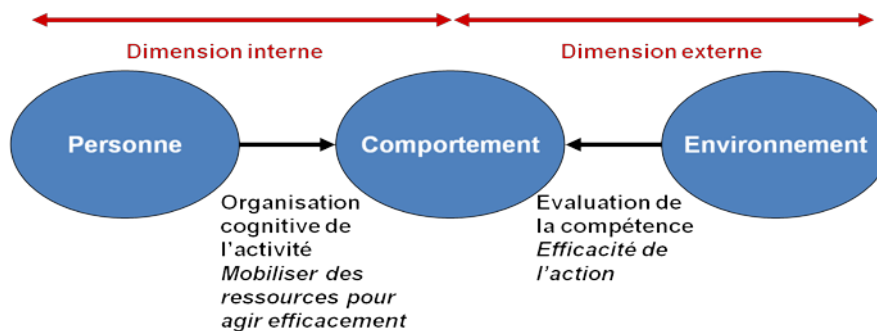 Dimension interne
Dimension externe
Personne
Comportement
Environnement
Organisation
cognitive de
l'activité
Mobiliser des
ressources pour
agir efficacement
Evaluation de
la compétence
Efficacité de
l'action